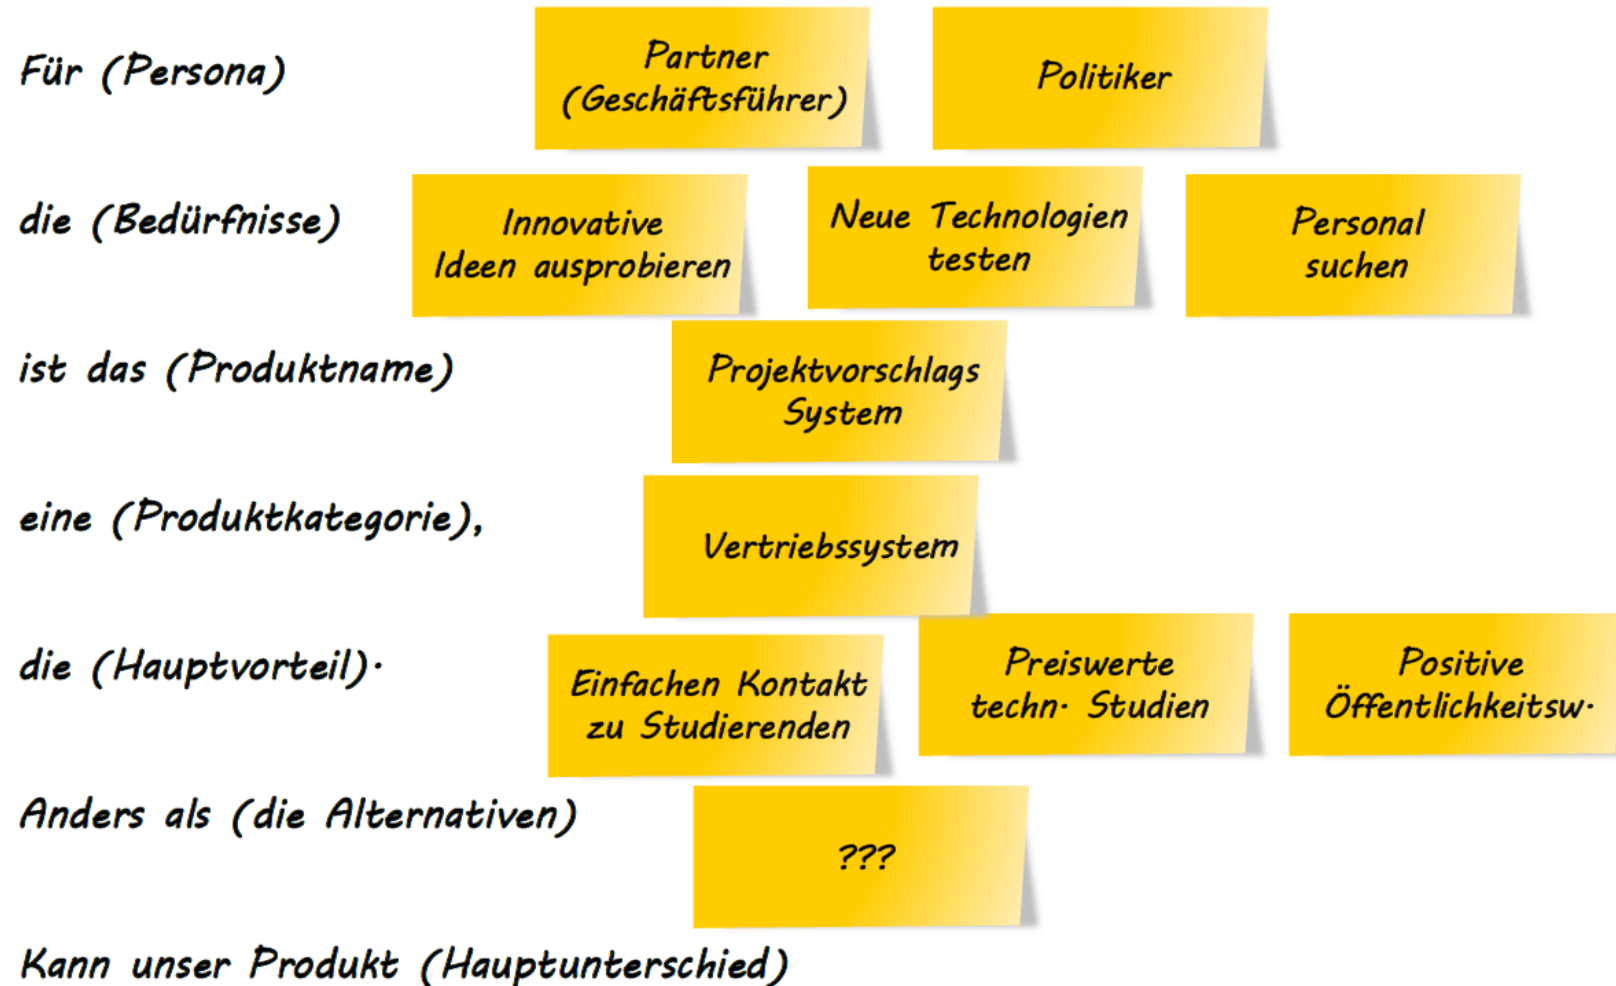 Für (Persona)
Partner
(Geschäftsführer)
Politiker
die (Bedürfnisse)
Innovative
Ideen ausprobieren
Neue Technologien
testen
Personal
suchen
ist das (Produktname)
Projektvorschlags
System
eine (Produktkategorie),
Vertriebssystem
die (Hauptvorteil).
Einfachen Kontakt
zu Studierenden
Preiswerte
techn. Studien
Positive
Öffentlichkeitsw.
Anders als (die Alternativen)
???
Kann unser Produkt (Hauptunterschied)